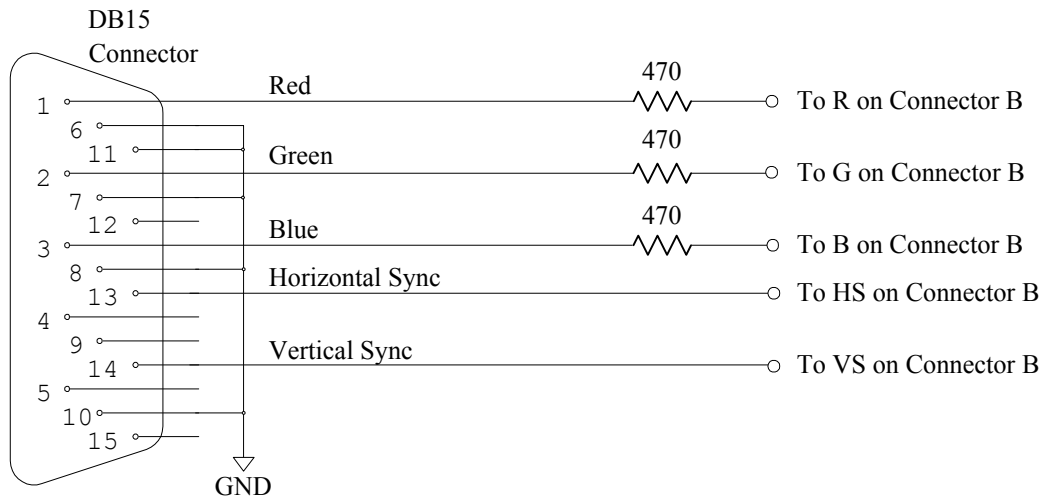 DB15
Connector
470
Red
1
To R on Connector B
6
470
11
Green
2
To G on Connector B
7
470
12
Blue
3
To B on Connector B
8
Horizontal Sync
13
To HS on Connector B
4
9
Vertical Sync
14
To VS on Connector B
5
10
15
GND